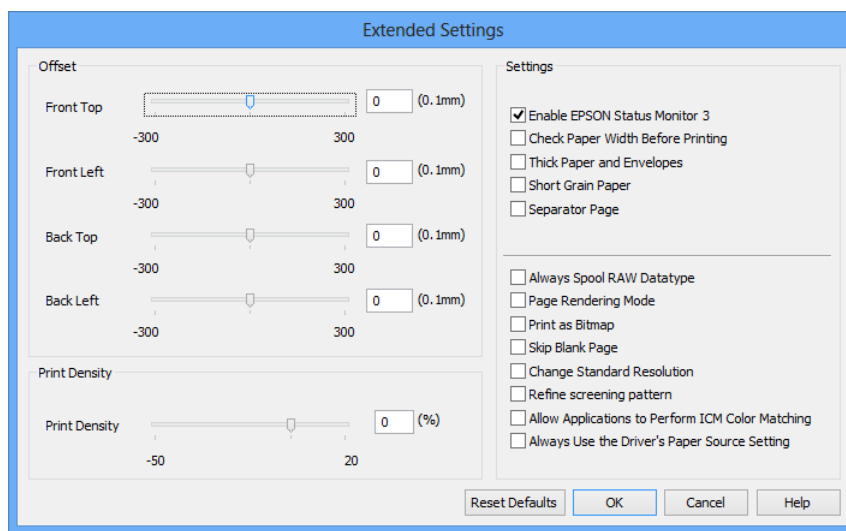 Extended Settings
Offset
Front Top
0 (0.1mm)
-300 300
Front Left
0 (0.1mm)
-300 300
Back Top
0 (0.1mm)
-300 300
Back Left
0 (0.1mm)
-300 300
Print Density
Print Density
0 (%)
-50 20
Settings
Enable EPSON Status Monitor 3
Check Paper Width Before Printing
Thick Paper and Envelopes
Short Grain Paper
Separator Page
Always Spool RAW Datatype
Page Rendering Mode
Print as Bitmap
Skip Blank Page
Change Standard Resolution
Refine screening pattern
Allow Applications to Perform ICM Color Matching
Always Use the Driver's Paper Source Setting
Reset Defaults OK Cancel Help